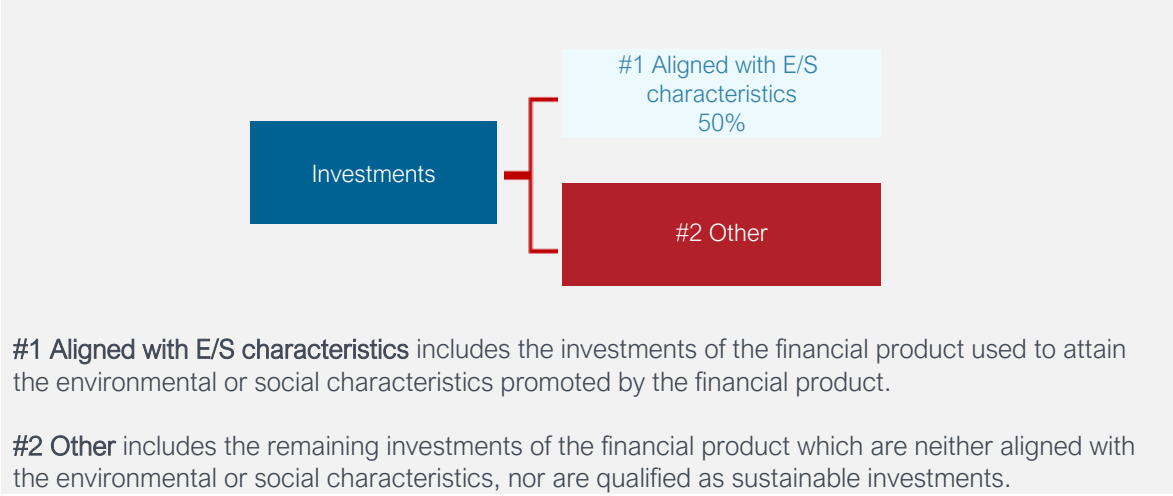 #1 Aligned with E/S
characteristics
50%
Investments
#2 Other
#1 Aligned with E/S characteristics includes the investments of the financial product used to attain
the environmental or social characteristics promoted by the financial product.
#2 Other includes the remaining investments of the financial product which are neither aligned with
the environmental or social characteristics, nor are qualified as sustainable investments.